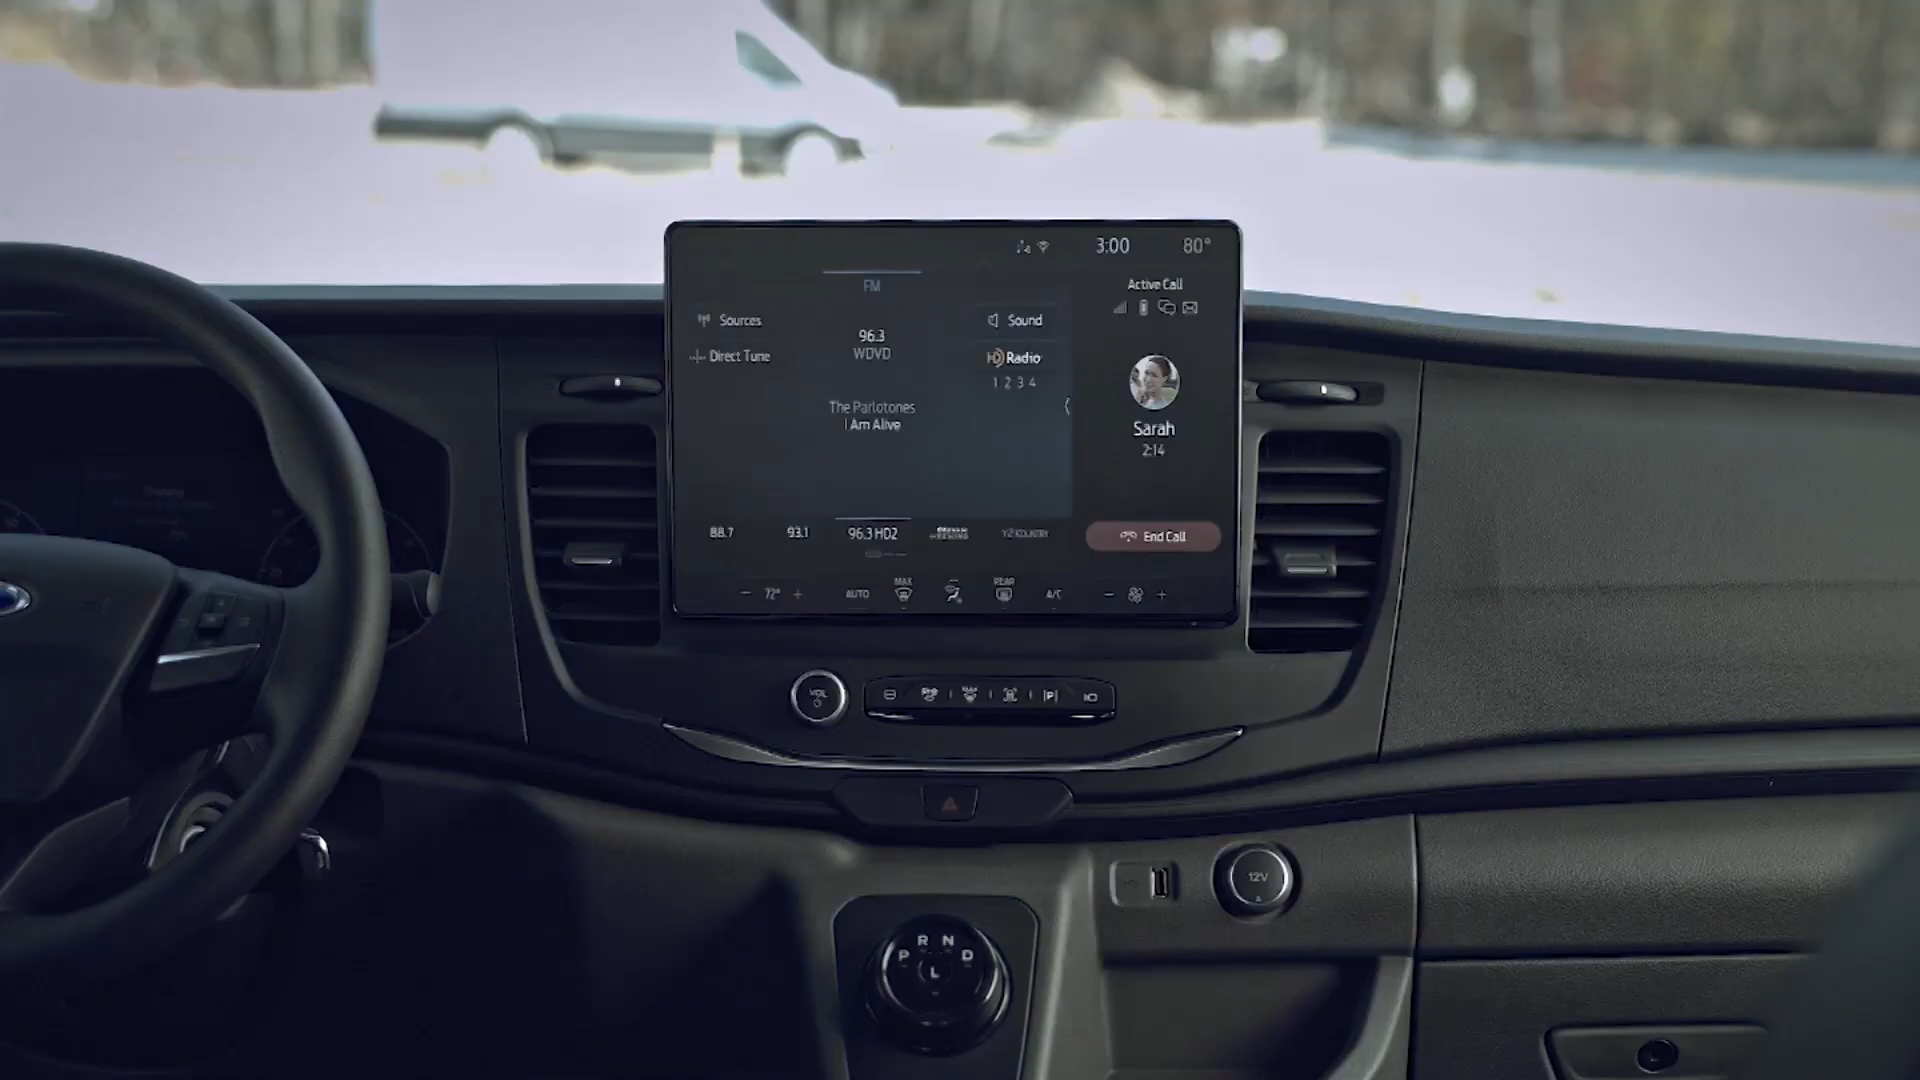 3:00 80°
FM
Active Call
Sources
Sound
96.3
WDVD
Direct Tune
HD Radio
1 2 3 4
The Parlotones
I Am Alive
Sarah
2:14
88.7 93.1 96.3 HD2 Y2KOUNTRY
End Call
MAX REAR
− 72° + AUTO A/C − +
VOL
12V
P R N D
L